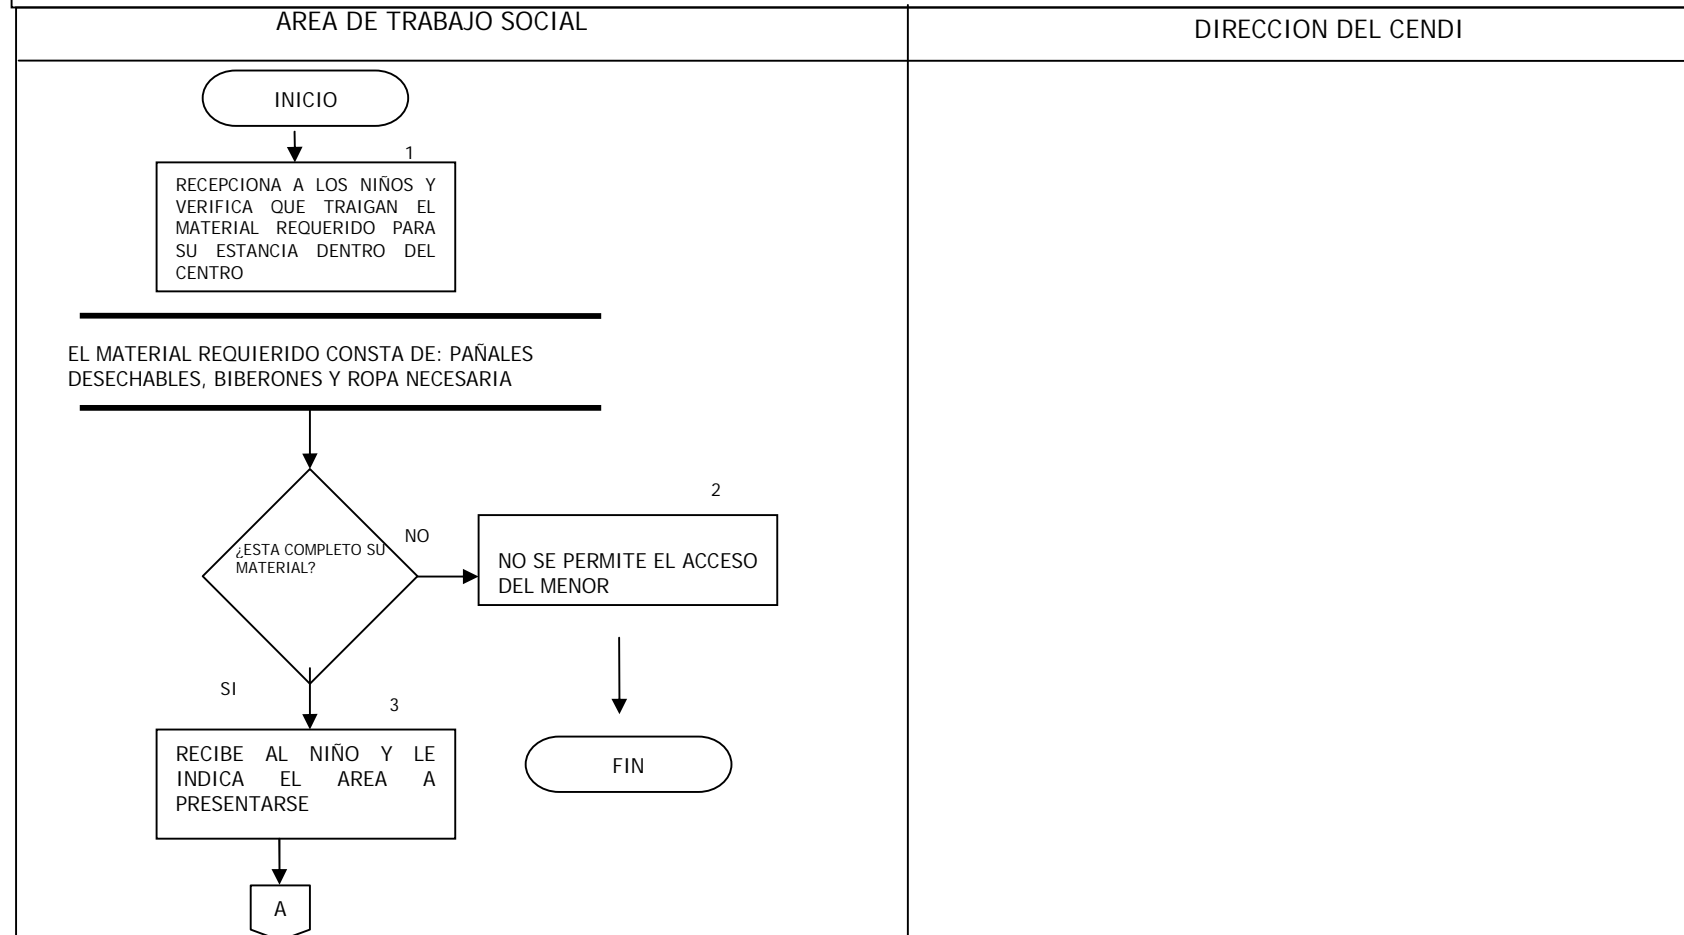 AREA DE TRABAJO SOCIAL
DIRECCION DEL CENDI
INICIO
1
RECEPCIONA A LOS NIÑOS Y
VERIFICA QUE TRAIGAN EL
MATERIAL REQUERIDO PARA
SU ESTANCIA DENTRO DEL
CENTRO
EL MATERIAL REQUIERIDO CONSTA DE: PAÑALES
DESECHABLES, BIBERONES Y ROPA NECESARIA
2
NO
¿ESTA COMPLETO SU
MATERIAL?
NO SE PERMITE EL ACCESO
DEL MENOR
SI
3
RECIBE AL NIÑO Y LE
INDICA EL AREA A
PRESENTARSE
FIN
A